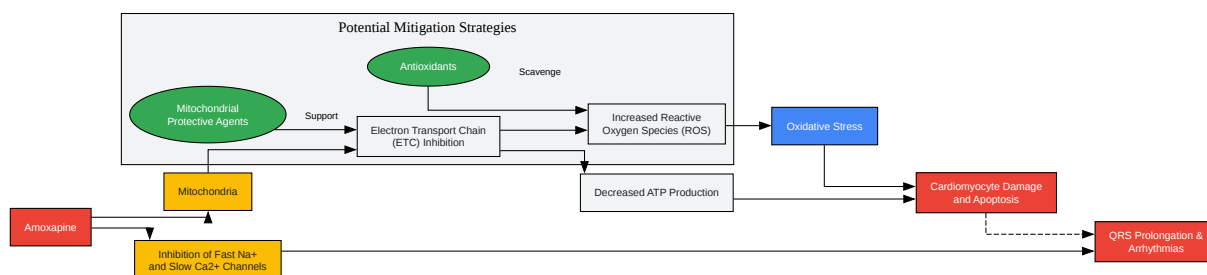 Potential Mitigation Strategies
Antioxidants
Scavenge
Mitochondrial
Protective Agents
Support
Electron Transport Chain
(ETC) Inhibition
Increased Reactive
Oxygen Species (ROS)
Oxidative Stress
Mitochondria
Decreased ATP Production
Cardiomyocyte Damage
and Apoptosis
Amoxapine
Inhibition of Fast Na+
and Slow Ca2+ Channels
QRS Prolongation &
Arrhythmias